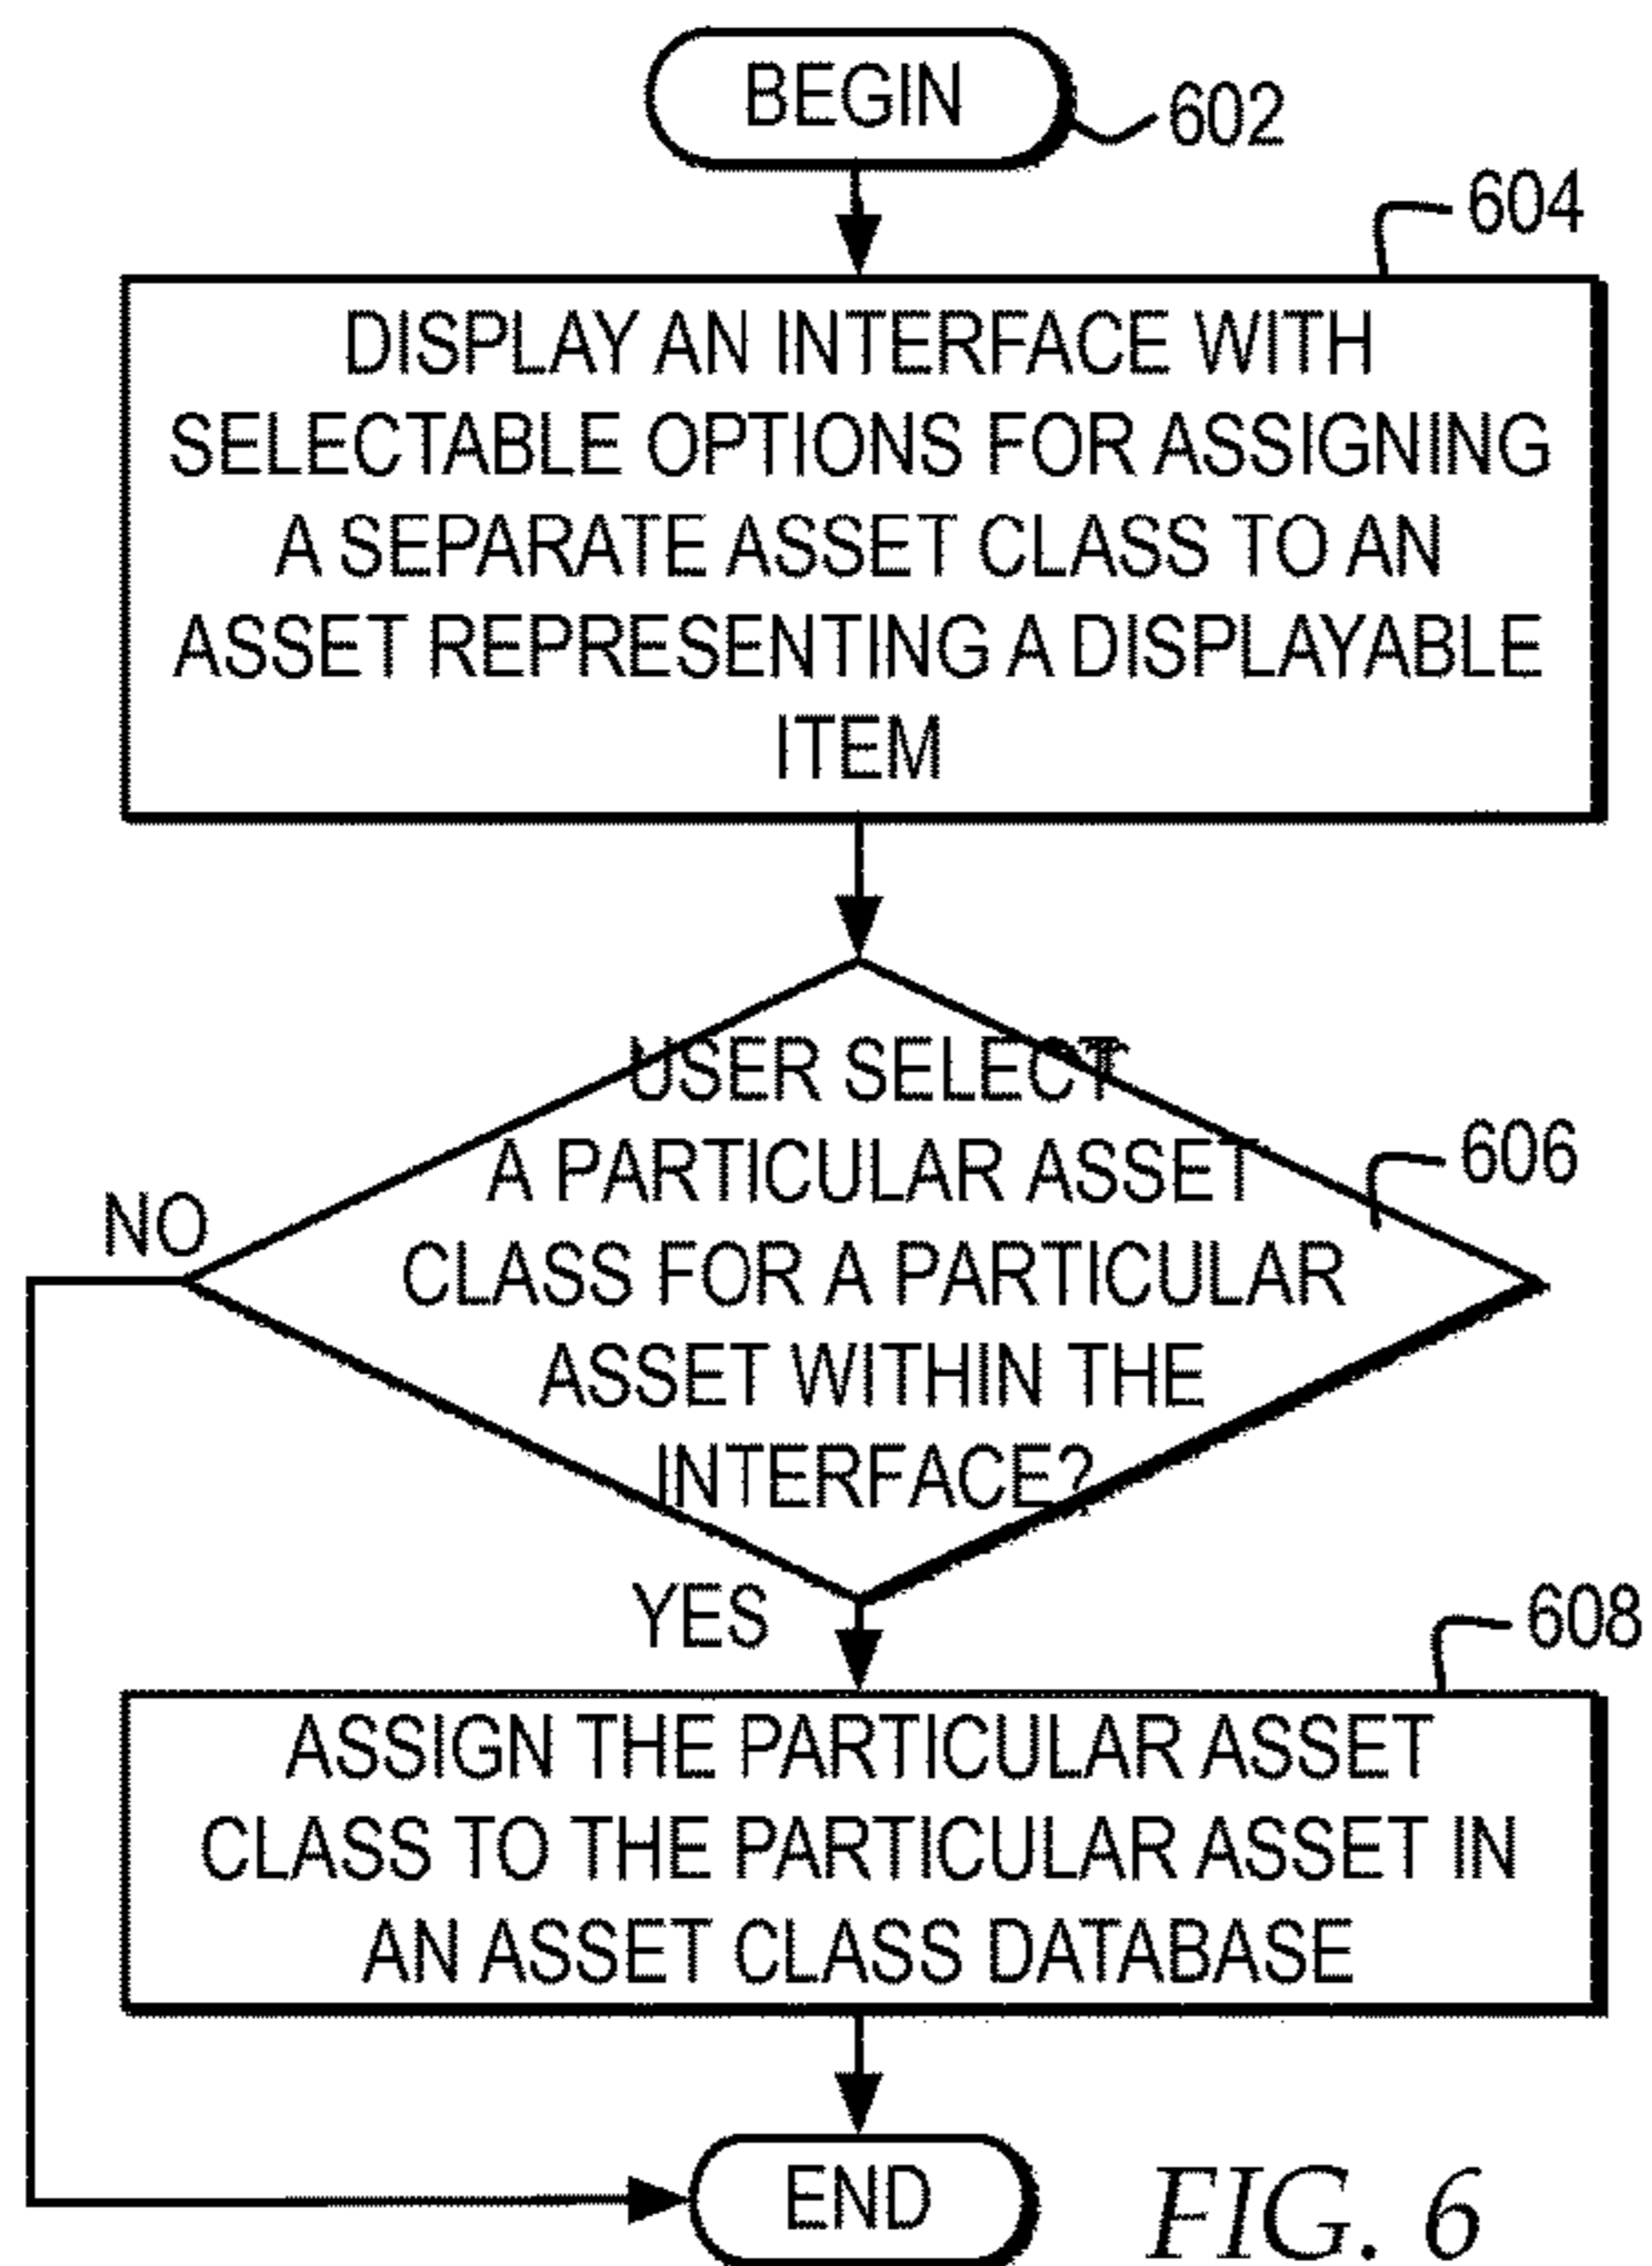 BEGIN
602
604
DISPLAY AN INTERFACE WITH
SELECTABLE OPTIONS FOR ASSIGNING
A SEPARATE ASSET CLASS TO AN
ASSET REPRESENTING A DISPLAYABLE
ITEM
USER SELECT
A PARTICULAR ASSET
CLASS FOR A PARTICULAR
ASSET WITHIN THE
INTERFACE?
606
NO
YES
608
ASSIGN THE PARTICULAR ASSET
CLASS TO THE PARTICULAR ASSET IN
AN ASSET CLASS DATABASE
END
FIG. 6